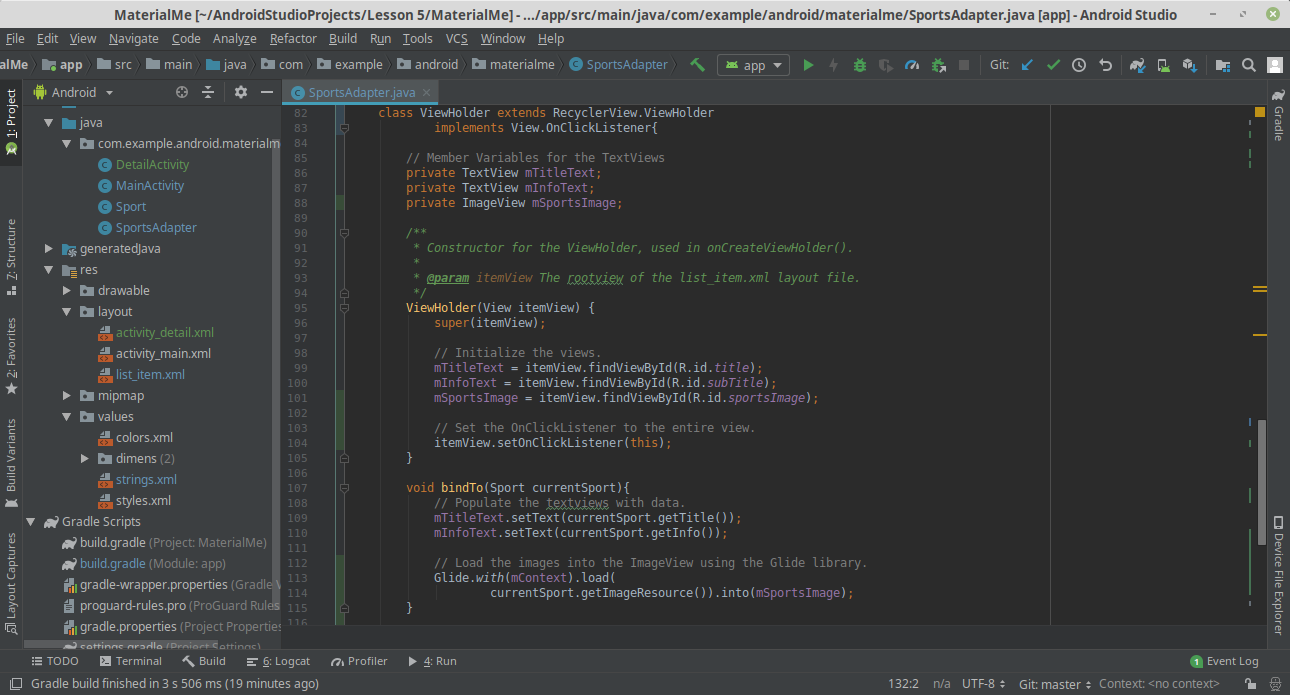 MaterialMe [~/AndroidStudioProjects/Lesson 5/MaterialMe] - .../app/src/main/java/com/example/android/materialme/SportsAdapter.java [app] - Android Studio
File Edit View Navigate Code Analyze Refactor Build Run Tools VCS Window Help
alMe app src main java com example android materialme SportsAdapter app Git:
Android
SportsAdapter.java
1: Project
7: Structure
2: Favorites
Build Variants
Layout Captures
java
com.example.android.materialm
DetailActivity
MainActivity
Sport
SportsAdapter
generatedJava
res
drawable
layout
activity_detail.xml
activity_main.xml
list_item.xml
mipmap
values
colors.xml
dimens (2)
strings.xml
styles.xml
Gradle Scripts
build.gradle (Project: MaterialMe)
build.gradle (Module: app)
gradle-wrapper.properties (Gradle V
proguard-rules.pro (ProGuard Rules
gradle.properties (Project Properties
settings.gradle (Project Settings)
82 class ViewHolder extends RecyclerView.ViewHolder
83 implements View.OnClickListener{
84
85 // Member Variables for the TextViews
86 private TextView mTitleText;
87 private TextView mInfoText;
88 private ImageView mSportsImage;
89
90 /**
91 * Constructor for the ViewHolder, used in onCreateViewHolder().
92 *
93 * @param itemView The rootview of the list_item.xml layout file.
94 */
95 ViewHolder(View itemView) {
96 super(itemView);
97
98 // Initialize the views.
99 mTitleText = itemView.findViewById(R.id.title);
100 mInfoText = itemView.findViewById(R.id.subTitle);
101 mSportsImage = itemView.findViewById(R.id.sportsImage);
102
103 // Set the OnClickListener to the entire view.
104 itemView.setOnClickListener(this);
105 }
106
107 void bindTo(Sport currentSport){
108 // Populate the textviews with data.
109 mTitleText.setText(currentSport.getTitle());
110 mInfoText.setText(currentSport.getInfo());
111
112 // Load the images into the ImageView using the Glide library.
113 Glide.with(mContext).load(
114 currentSport.getImageResource()).into(mSportsImage);
115 }
116
Gradle
Device File Explorer
TODO Terminal Build 6: Logcat Profiler 4: Run 1 Event Log
Gradle build finished in 3 s 506 ms (19 minutes ago) 132:2 n/a UTF-8 Git: master Context: <no context>